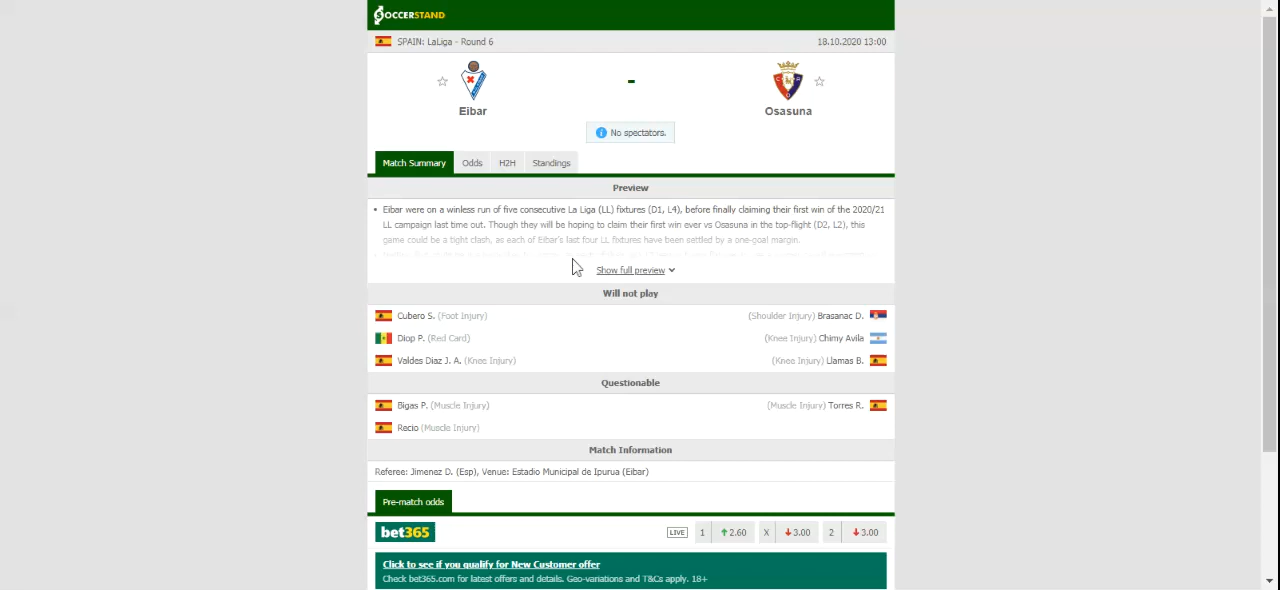 SOCCERSTAND
SPAIN: LaLiga - Round 6 18.10.2020 13:00
-
Eibar Osasuna
No spectators.
Match Summary Odds H2H Standings
Preview
• Eibar were on a winless run of five consecutive La Liga (LL) fixtures (D1, L4), before finally claiming their first win of the 2020/21
LL campaign last time out. Though they will be hoping to claim their first win ever vs Osasuna in the top-flight (D2, L2), this
game could be a tight clash, as each of Eibar's last four LL fixtures have been settled by a one-goal margin.
Show full preview
Will not play
Cubero S. (Foot Injury) (Shoulder Injury) Brasanac D.
Diop P. (Red Card) (Knee Injury) Chimy Avila
Valdes Diaz J. A. (Knee Injury) (Knee Injury) Llamas B.
Questionable
Bigas P. (Muscle Injury) (Muscle Injury) Torres R.
Recio (Muscle Injury)
Match Information
Referee: Jimenez D. (Esp), Venue: Estadio Municipal de Ipurua (Eibar)
Pre-match odds
bet365 LIVE 1 2.60 X 3.00 2 3.00
Click to see if you qualify for New Customer offer
Check bet365.com for latest offers and details. Geo-variations and T&Cs apply. 18+